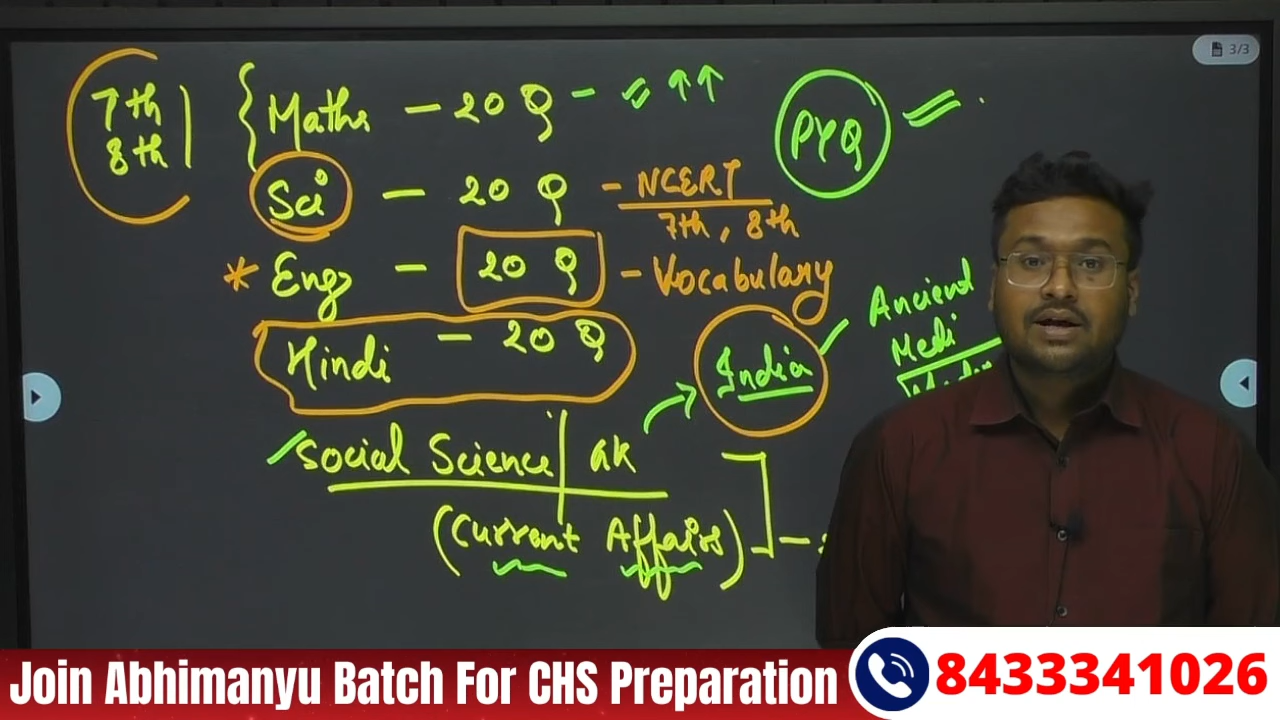 3/3
7th
8th
Maths - 20 Q -
PYQ
Sci - 20 Q - NCERT
7th, 8th
* Eng - 20 Q - Vocabulary
Hindi - 20 Q
India
Ancient
Medi
Social Science
(Current Affairs)
Join Abhimanyu Batch For CHS Preparation
8433341026